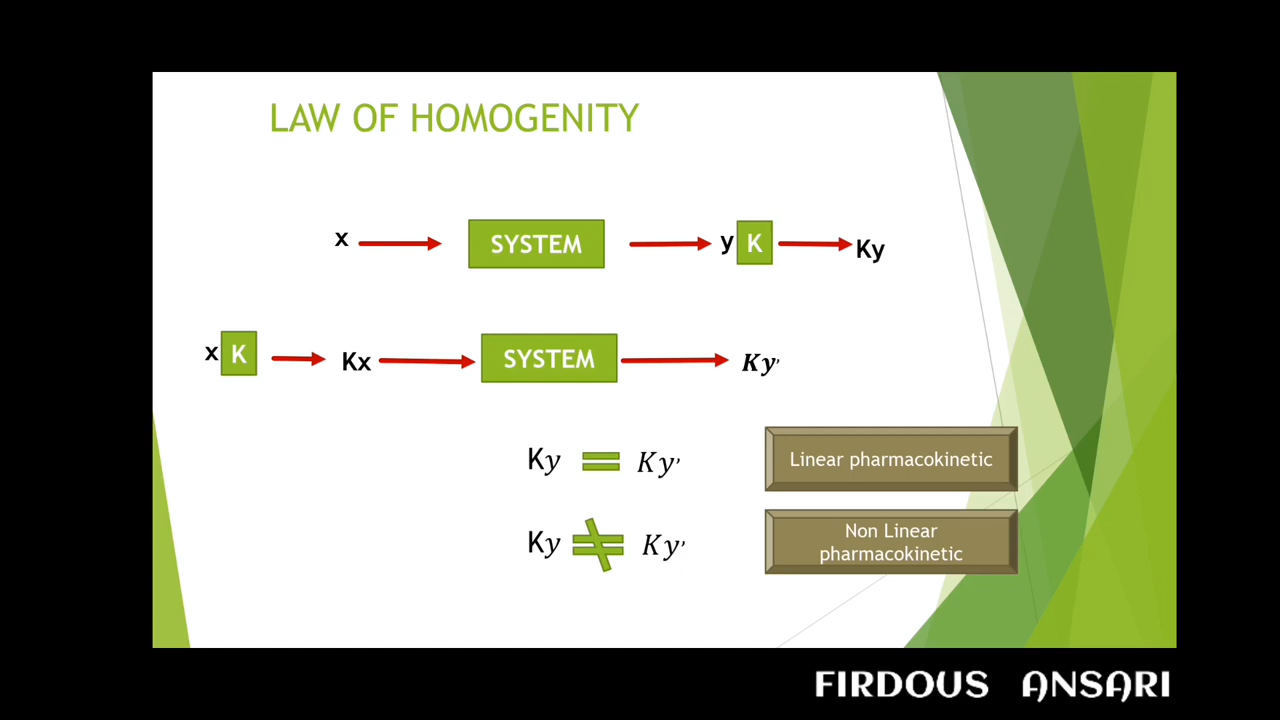 LAW OF HOMOGENITY
x SYSTEM y K Ky
x K Kx SYSTEM Ky’
Ky = Ky’ Linear pharmacokinetic
Ky ≠ Ky’ Non Linear
pharmacokinetic
FIRDOUS ANSARI